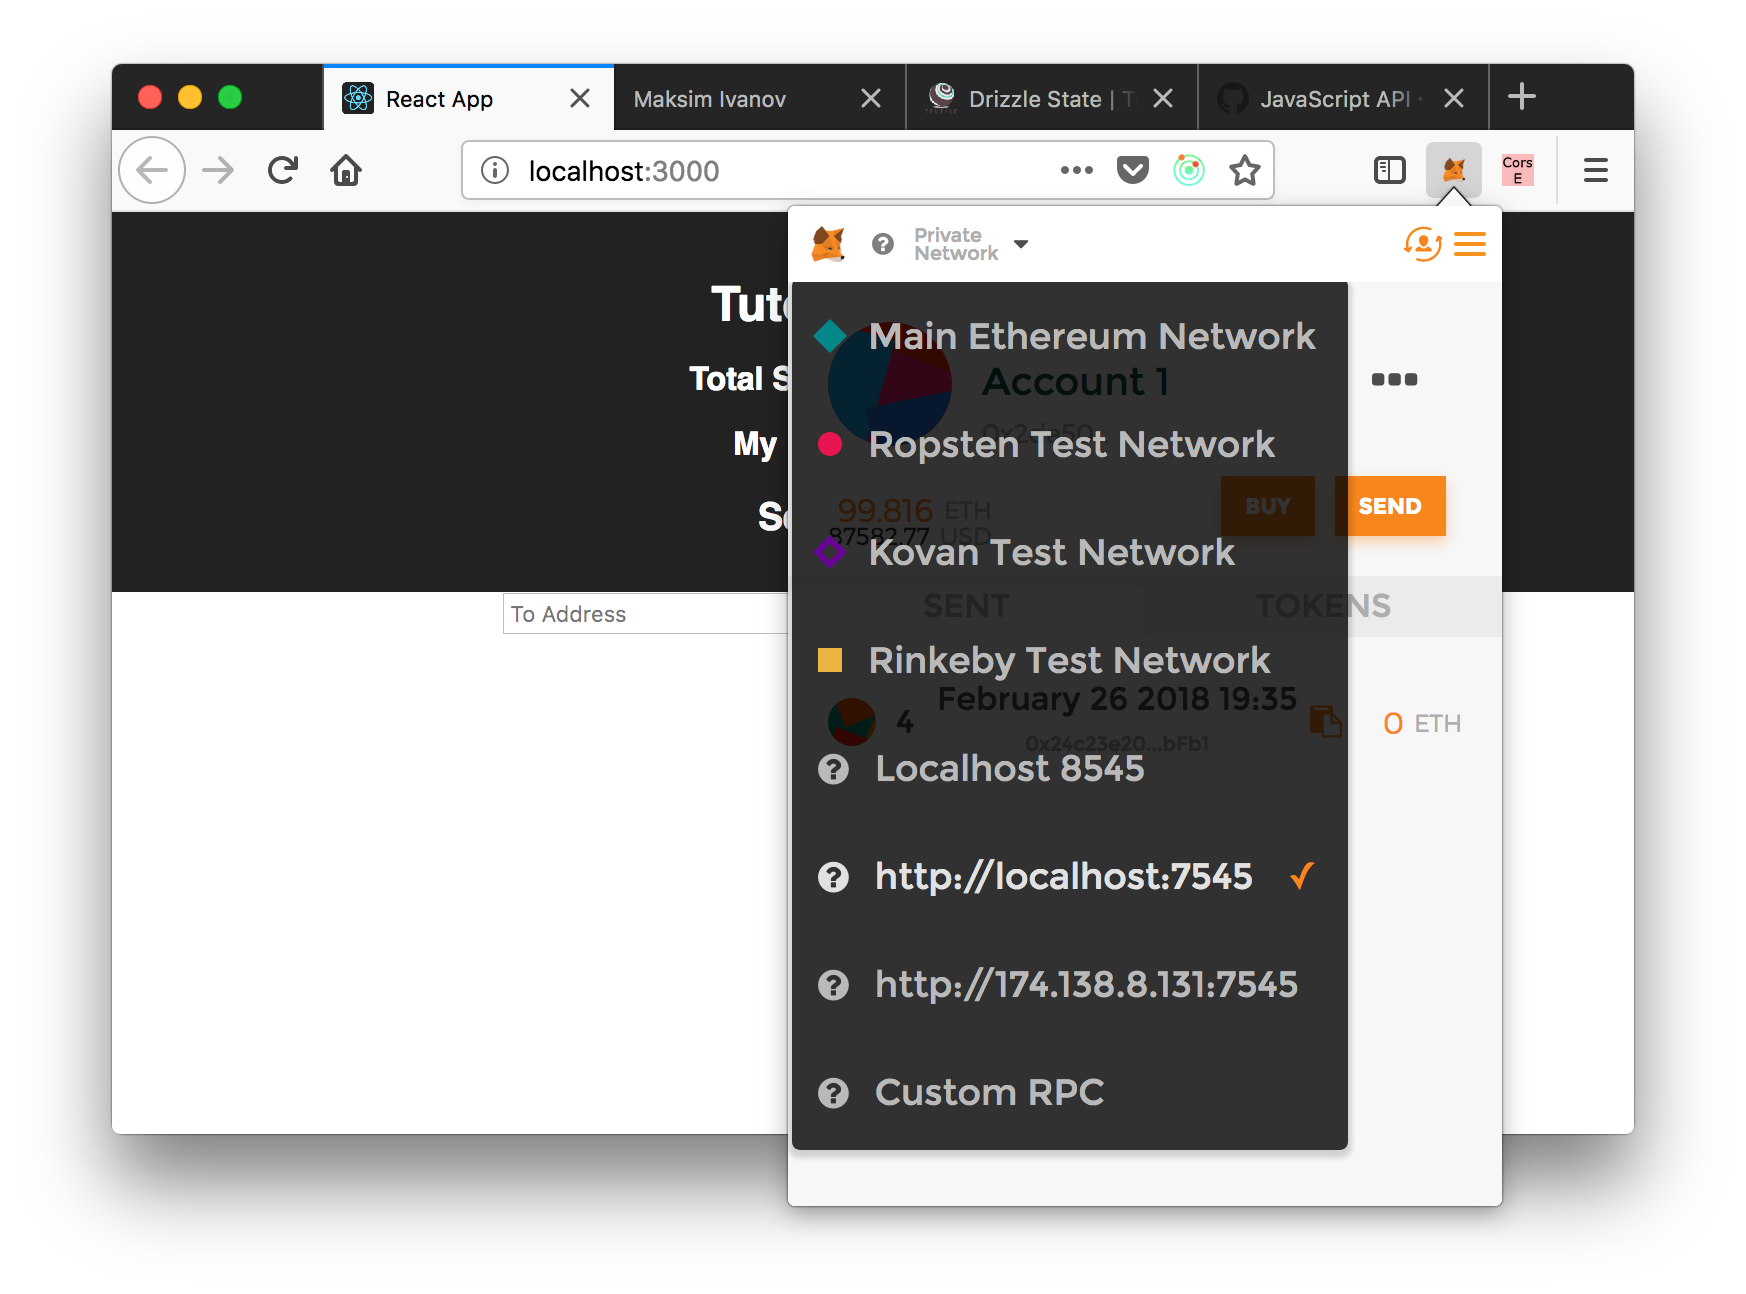 React App
Maksim Ivanov
Drizzle State | T
JavaScript API ·
localhost:3000
Cors
E
Private
Network
Tuto
Total S
My
Se
To Address
Main Ethereum Network
Account 1
Ropsten Test Network
99.816 ETH
87582.77 USD
BUY
SEND
Kovan Test Network
SENT
TOKENS
Rinkeby Test Network
4
February 26 2018 19:35
0x24c23e20...bFb1
0 ETH
Localhost 8545
http://localhost:7545
http://174.138.8.131:7545
Custom RPC